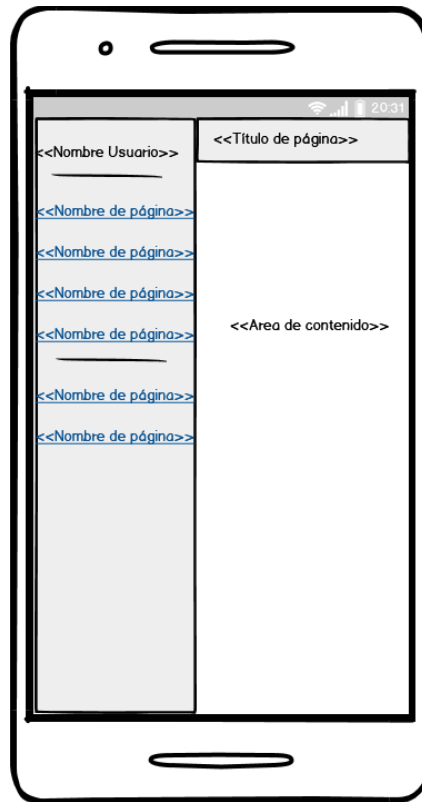 20:31
<<Nombre Usuario>>
<<Nombre de página>>
<<Nombre de página>>
<<Nombre de página>>
<<Nombre de página>>
<<Nombre de página>>
<<Nombre de página>>
<<Título de página>>
<<Area de contenido>>